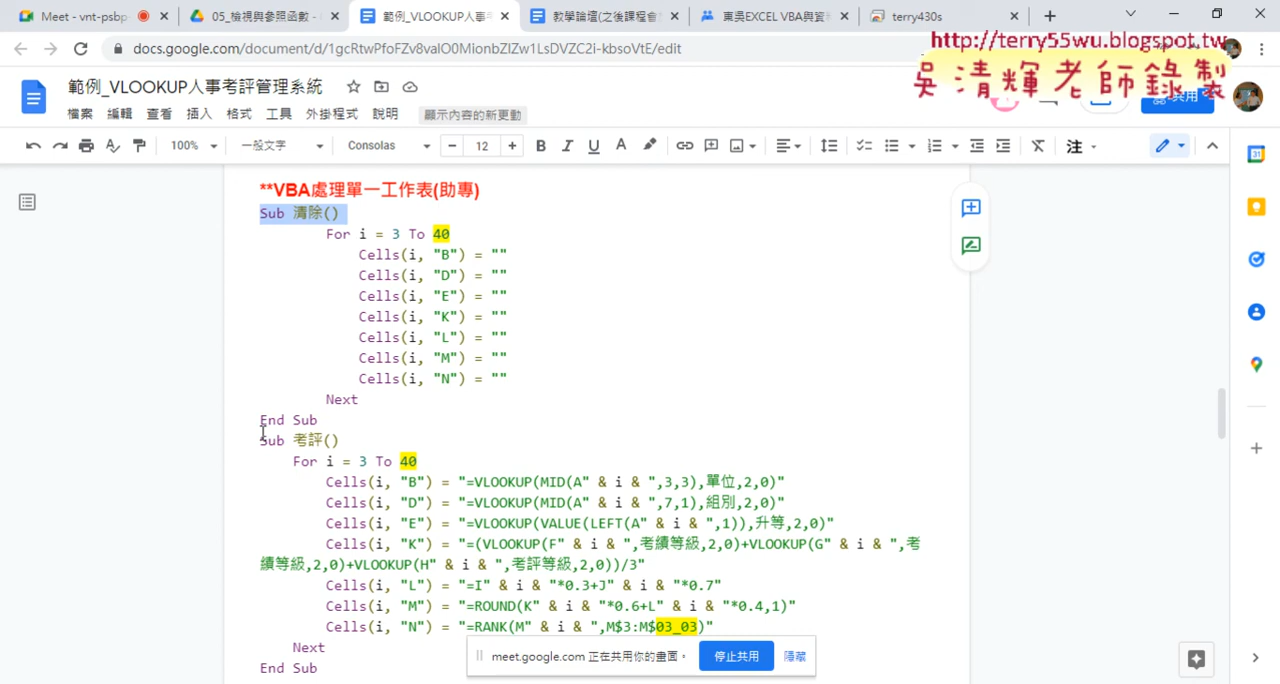 Meet - vnt-psbp
05_檢視與參照函數 -
範例_VLOOKUP人事
教學論壇(之後課程會
東吳EXCEL VBA與資
terry430s
docs.google.com/document/d/1gcRtwPfoFZv8valO0MionbZIZw1LsDVZC2i-kbsoVtE/edit
http://terry55wu.blogspot.tw
吳清輝老師錄製
範例_VLOOKUP人事考評管理系統
共用
檔案 編輯 查看 插入 格式 工具 外掛程式 說明 顯示內容的新更動
100% 一般文字 Consolas 12 注
**VBA處理單一工作表(助專)
Sub 清除()
For i = 3 To 40
Cells(i, "B") = ""
Cells(i, "D") = ""
Cells(i, "E") = ""
Cells(i, "K") = ""
Cells(i, "L") = ""
Cells(i, "M") = ""
Cells(i, "N") = ""
Next
End Sub
Sub 考評()
For i = 3 To 40
Cells(i, "B") = "=VLOOKUP(MID(A" & i & ",3,3),單位,2,0)"
Cells(i, "D") = "=VLOOKUP(MID(A" & i & ",7,1),組別,2,0)"
Cells(i, "E") = "=VLOOKUP(VALUE(LEFT(A" & i & ",1)),升等,2,0)"
Cells(i, "K") = "=(VLOOKUP(F" & i & ",考績等級,2,0)+VLOOKUP(G" & i & ",考
績等級,2,0)+VLOOKUP(H" & i & ",考評等級,2,0))/3"
Cells(i, "L") = "=I" & i & "*0.3+J" & i & "*0.7"
Cells(i, "M") = "=ROUND(K" & i & "*0.6+L" & i & "*0.4,1)"
Cells(i, "N") = "=RANK(M" & i & ",M$3:M$03_03)"
Next
End Sub
meet.google.com 正在共用你的畫面。 停止共用 隱藏